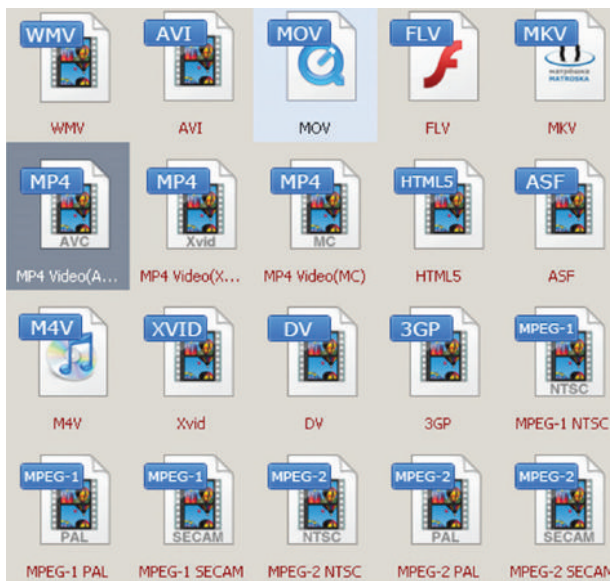 WMV AVI MOV FLV MKV
матрёшка
MATROSKA
WMV AVI MOV FLV MKV
MP4 MP4 MP4 HTML5 ASF
AVC Xvid MC
MP4 Video(A... MP4 Video(X... MP4 Video(MC) HTML5 ASF
M4V XVID DV 3GP MPEG-1
NTSC
M4V Xvid DV 3GP MPEG-1 NTSC
MPEG-1 MPEG-1 MPEG-2 MPEG-2 MPEG-2
PAL SECAM NTSC PAL SECAM
MPEG-1 PAL MPEG-1 SECAM MPEG-2 NTSC MPEG-2 PAL MPEG-2 SECAM